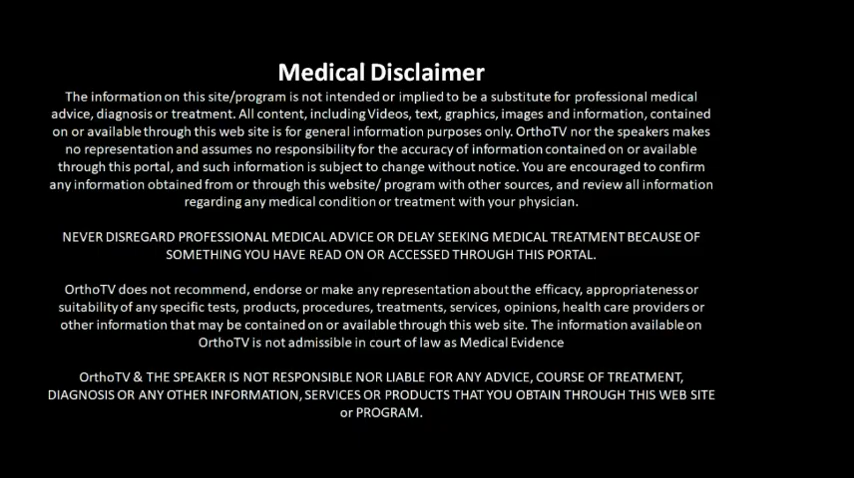 Medical Disclaimer
The information on this site/program is not intended or implied to be a substitute for professional medical
advice, diagnosis or treatment. All content, including Videos, text, graphics, images and information, contained
on or available through this web site is for general information purposes only. OrthoTV nor the speakers makes
no representation and assumes no responsibility for the accuracy of information contained on or available
through this portal, and such information is subject to change without notice. You are encouraged to confirm
any information obtained from or through this website/ program with other sources, and review all information
regarding any medical condition or treatment with your physician.
NEVER DISREGARD PROFESSIONAL MEDICAL ADVICE OR DELAY SEEKING MEDICAL TREATMENT BECAUSE OF
SOMETHING YOU HAVE READ ON OR ACCESSED THROUGH THIS PORTAL.
OrthoTV does not recommend, endorse or make any representation about the efficacy, appropriateness or
suitability of any specific tests, products, procedures, treatments, services, opinions, health care providers or
other information that may be contained on or available through this web site. The information available on
OrthoTV is not admissible in court of law as Medical Evidence
OrthoTV & THE SPEAKER IS NOT RESPONSIBLE NOR LIABLE FOR ANY ADVICE, COURSE OF TREATMENT,
DIAGNOSIS OR ANY OTHER INFORMATION, SERVICES OR PRODUCTS THAT YOU OBTAIN THROUGH THIS WEB SITE
or PROGRAM.